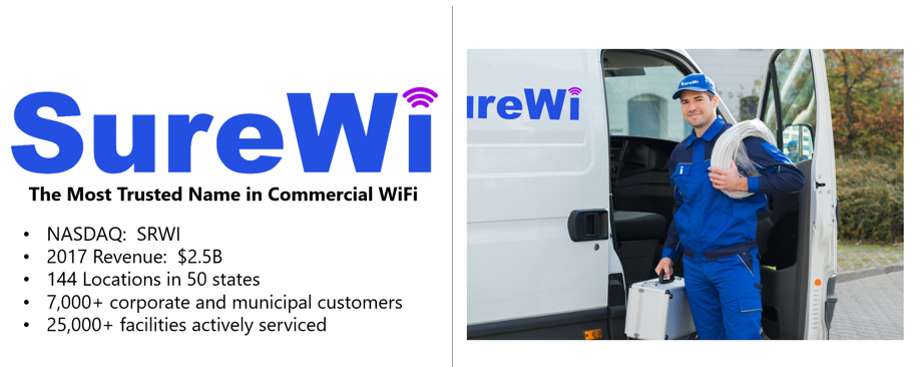 SureWi
The Most Trusted Name in Commercial WiFi
• NASDAQ:  SRWI
• 2017 Revenue:  $2.5B
• 144 Locations in 50 states
• 7,000+ corporate and municipal customers
• 25,000+ facilities actively serviced
ureWi
SureWi